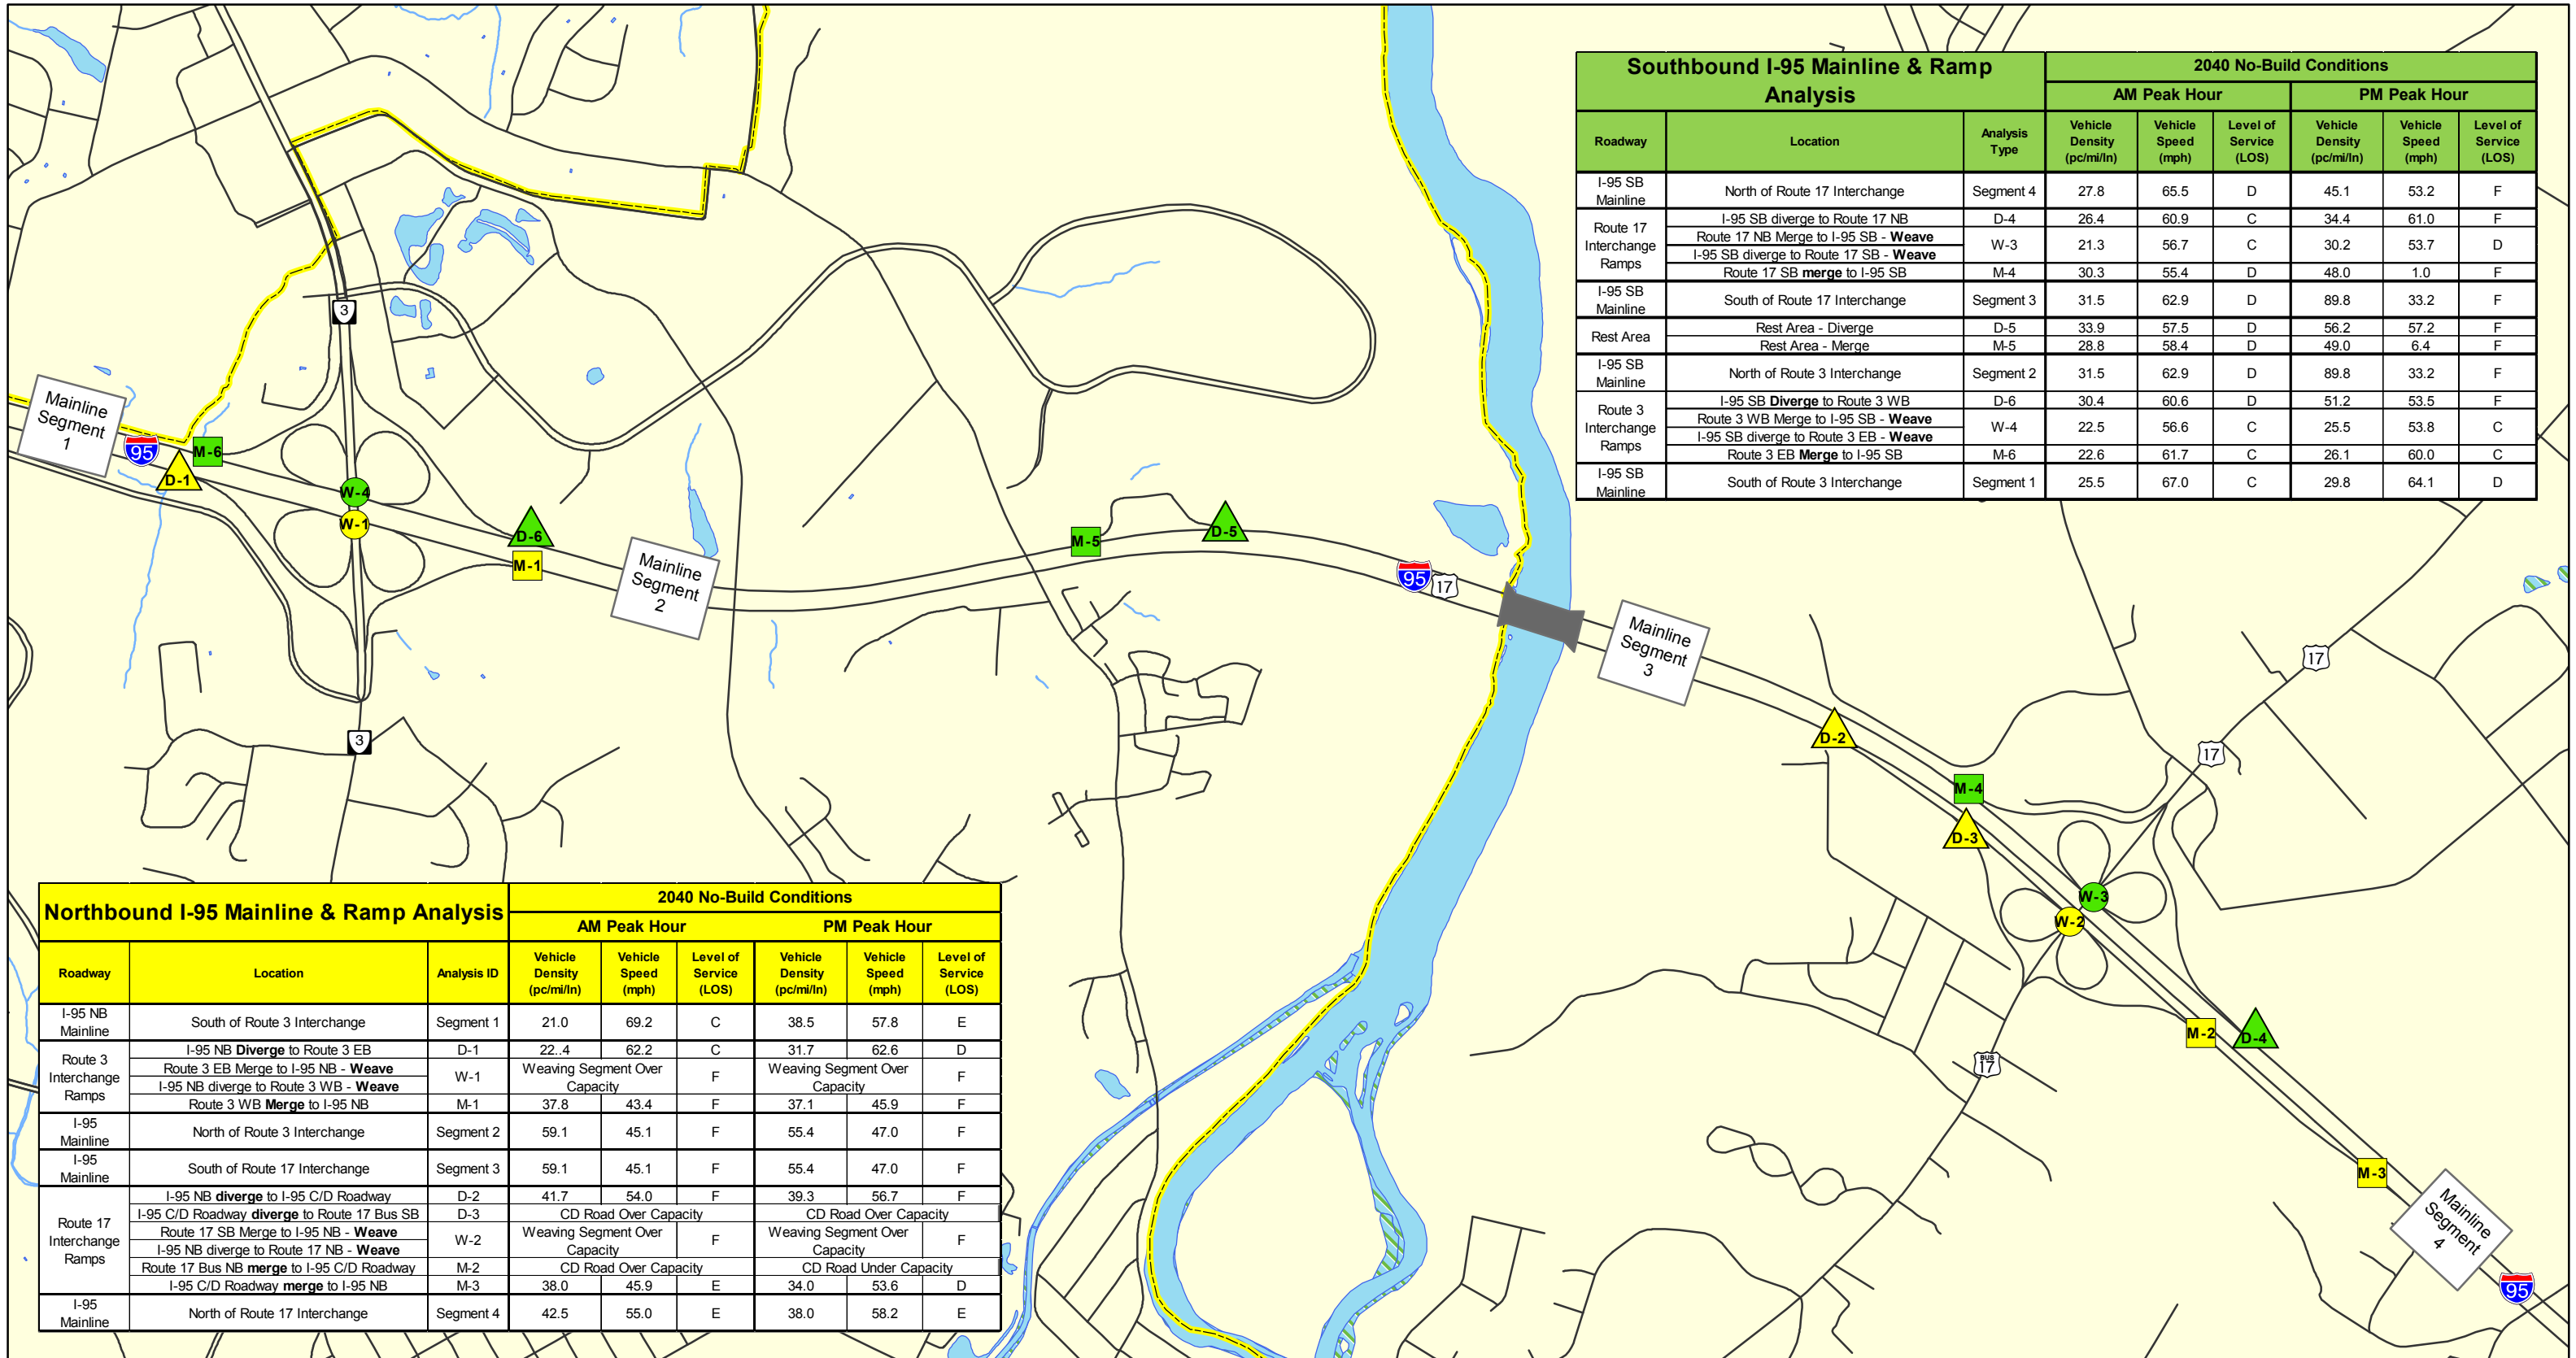 Southbound I-95 Mainline & Ramp
Analysis
2040 No-Build Conditions
AM Peak Hour PM Peak Hour
Roadway Location Analysis Type Vehicle Density (pc/mi/ln) Vehicle Speed (mph) Level of Service (LOS) Vehicle Density (pc/mi/ln) Vehicle Speed (mph) Level of Service (LOS)
I-95 SB Mainline North of Route 17 Interchange Segment 4 27.8 65.5 D 45.1 53.2 F
Route 17 Interchange Ramps
I-95 SB diverge to Route 17 NB D-4 26.4 60.9 C 34.4 61.0 F
Route 17 NB Merge to I-95 SB - Weave
I-95 SB diverge to Route 17 SB - Weave
W-3 21.3 56.7 C 30.2 53.7 D
Route 17 SB merge to I-95 SB M-4 30.3 55.4 D 48.0 1.0 F
I-95 SB Mainline South of Route 17 Interchange Segment 3 31.5 62.9 D 89.8 33.2 F
Rest Area
Rest Area - Diverge D-5 33.9 57.5 D 56.2 57.2 F
Rest Area - Merge M-5 28.8 58.4 D 49.0 6.4 F
I-95 SB Mainline North of Route 3 Interchange Segment 2 31.5 62.9 D 89.8 33.2 F
Route 3 Interchange Ramps
I-95 SB Diverge to Route 3 WB D-6 30.4 60.6 D 51.2 53.5 F
Route 3 WB Merge to I-95 SB - Weave
I-95 SB diverge to Route 3 EB - Weave
W-4 22.5 56.6 C 25.5 53.8 C
Route 3 EB Merge to I-95 SB M-6 22.6 61.7 C 26.1 60.0 C
I-95 SB Mainline South of Route 3 Interchange Segment 1 25.5 67.0 C 29.8 64.1 D
3
Mainline
Segment
1
95
M-6
D-1
W-4
W-1
D-6
M-1
Mainline
Segment
2
M-5
D-5
95
17
Mainline
Segment
3
17
3
D-2
17
M-4
D-3
W-3
W-2
M-2
D-4
BUS
17
M-3
Mainline
Segment
4
95
Northbound I-95 Mainline & Ramp Analysis
2040 No-Build Conditions
AM Peak Hour PM Peak Hour
Roadway Location Analysis ID Vehicle Density (pc/mi/ln) Vehicle Speed (mph) Level of Service (LOS) Vehicle Density (pc/mi/ln) Vehicle Speed (mph) Level of Service (LOS)
I-95 NB Mainline South of Route 3 Interchange Segment 1 21.0 69.2 C 38.5 57.8 E
Route 3 Interchange Ramps
I-95 NB Diverge to Route 3 EB D-1 22..4 62.2 C 31.7 62.6 D
Route 3 EB Merge to I-95 NB - Weave
I-95 NB diverge to Route 3 WB - Weave
W-1 Weaving Segment Over Capacity F Weaving Segment Over Capacity F
Route 3 WB Merge to I-95 NB M-1 37.8 43.4 F 37.1 45.9 F
I-95 Mainline North of Route 3 Interchange Segment 2 59.1 45.1 F 55.4 47.0 F
I-95 Mainline South of Route 17 Interchange Segment 3 59.1 45.1 F 55.4 47.0 F
Route 17 Interchange Ramps
I-95 NB diverge to I-95 C/D Roadway D-2 41.7 54.0 F 39.3 56.7 F
I-95 C/D Roadway diverge to Route 17 Bus SB D-3 CD Road Over Capacity CD Road Over Capacity
Route 17 SB Merge to I-95 NB - Weave
I-95 NB diverge to Route 17 NB - Weave
W-2 Weaving Segment Over Capacity F Weaving Segment Over Capacity F
Route 17 Bus NB merge to I-95 C/D Roadway M-2 CD Road Over Capacity CD Road Under Capacity
I-95 C/D Roadway merge to I-95 NB M-3 38.0 45.9 E 34.0 53.6 D
I-95 Mainline North of Route 17 Interchange Segment 4 42.5 55.0 E 38.0 58.2 E